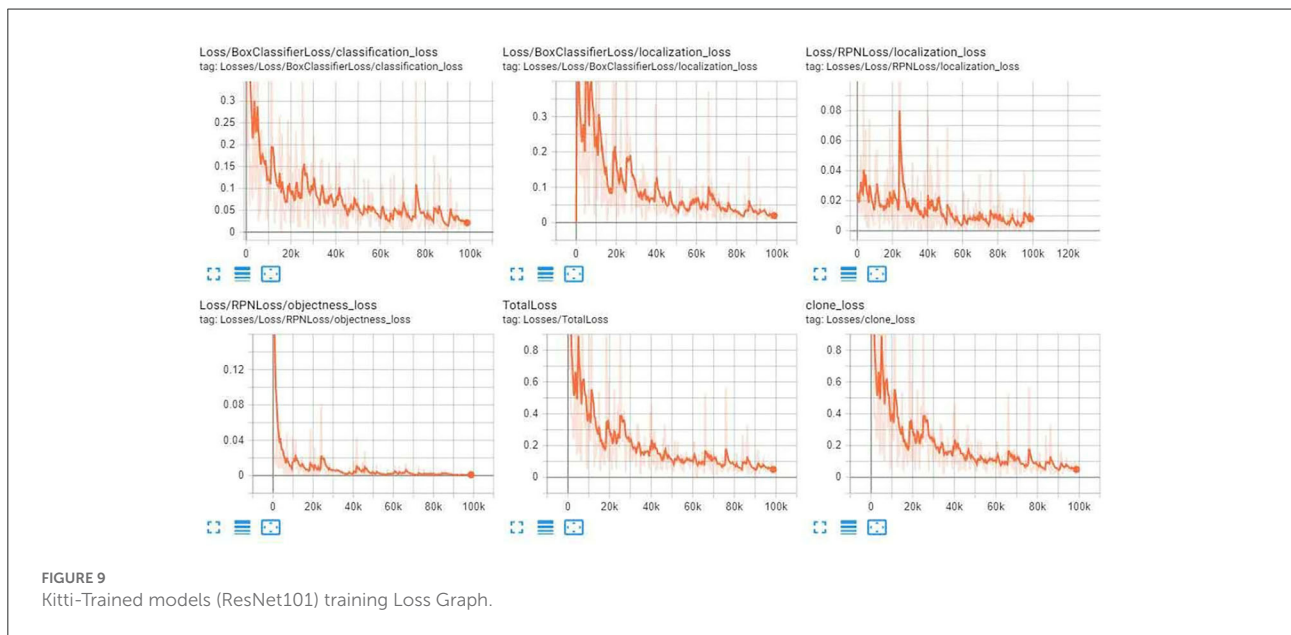 Loss/BoxClassifierLoss/classification_loss
tag: Losses/Loss/BoxClassifierLoss/classification_loss
0.3
0.25
0.2
0.15
0.1
0.05
0
0 20k 40k 60k 80k 100k
Loss/BoxClassifierLoss/localization_loss
tag: Losses/Loss/BoxClassifierLoss/localization_loss
0.3
0.2
0.1
0
0 20k 40k 60k 80k 100k
Loss/RPNLoss/localization_loss
tag: Losses/Loss/RPNLoss/localization_loss
0.08
0.06
0.04
0.02
0
0 20k 40k 60k 80k 100k 120k
Loss/RPNLoss/objectness_loss
tag: Losses/Loss/RPNLoss/objectness_loss
0.12
0.08
0.04
0
0 20k 40k 60k 80k 100k
TotalLoss
tag: Losses/TotalLoss
0.8
0.6
0.4
0.2
0
0 20k 40k 60k 80k 100k
clone_loss
tag: Losses/clone_loss
0.8
0.6
0.4
0.2
0
0 20k 40k 60k 80k 100k
FIGURE 9
Kitti-Trained models (ResNet101) training Loss Graph.